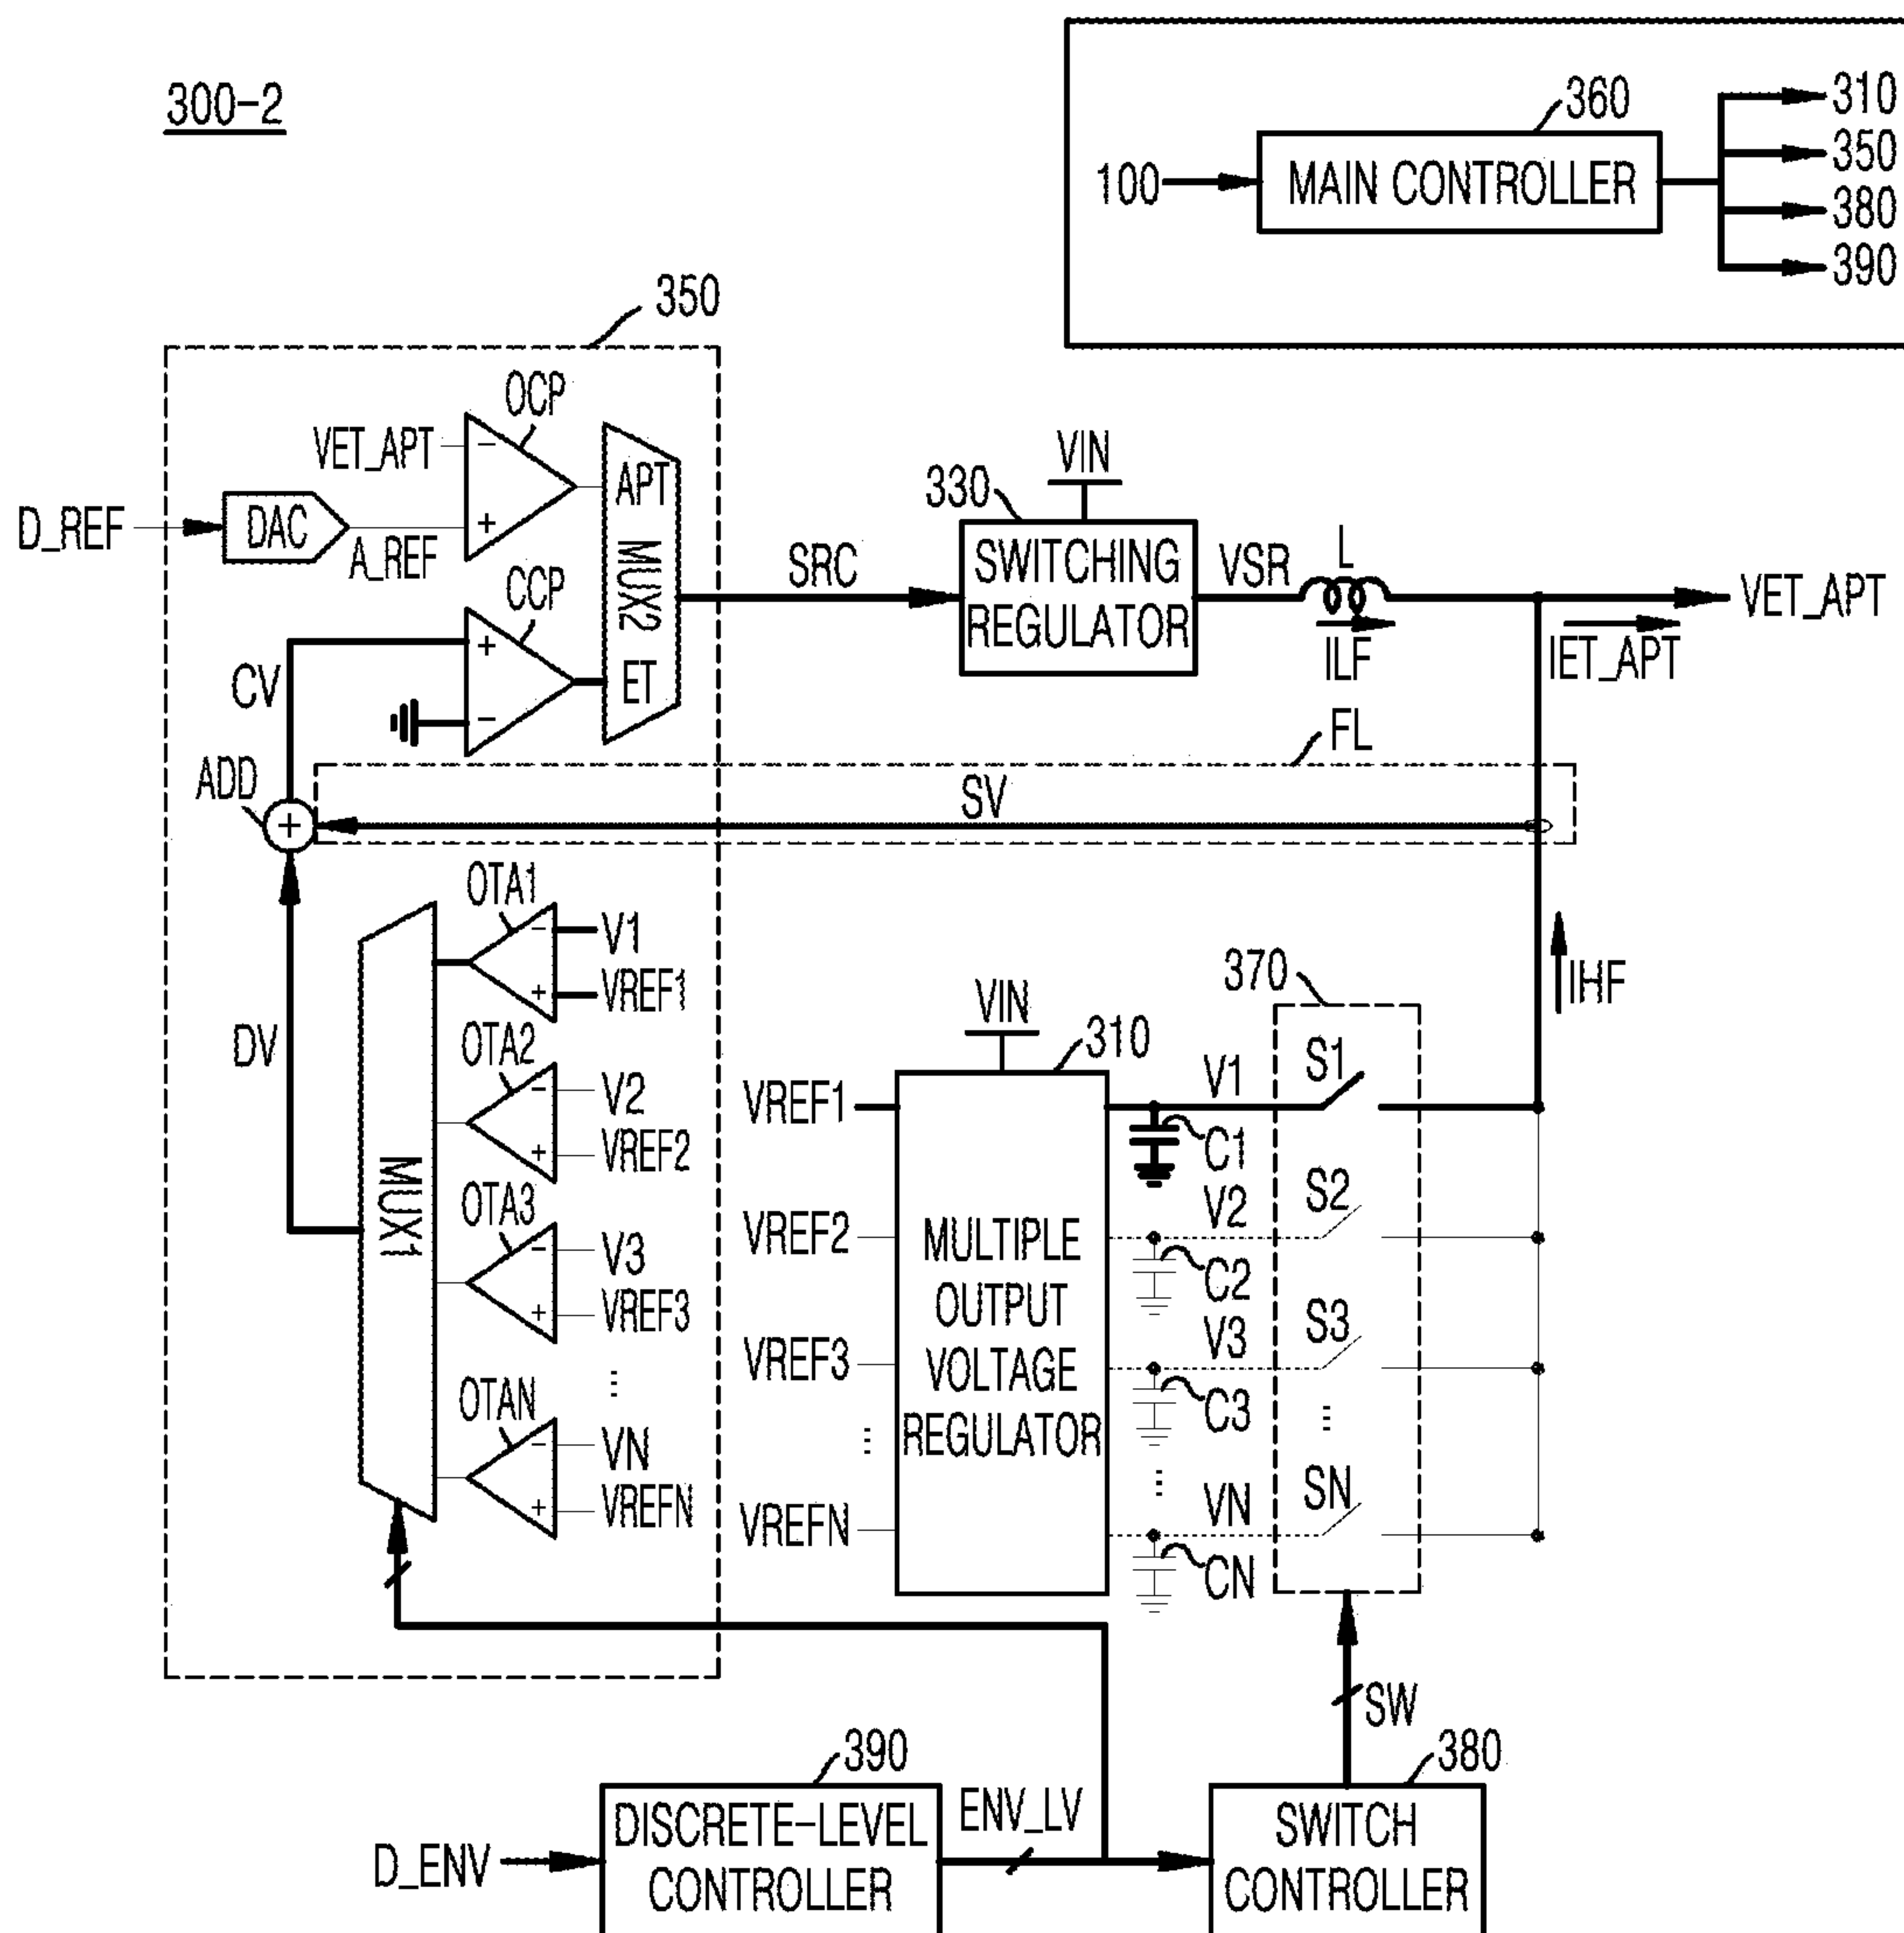 300-2
360
310
350
380
390
100
MAIN CONTROLLER
350
OCP
VET_APT
−
+
APT
MUX2
ET
D_REF
DAC
A_REF
CCP
+
−
CV
ADD
+
SRC
330
VIN
SWITCHING
REGULATOR
VSR
L
ILF
VET_APT
IET_APT
FL
SV
DV
MUX1
OTA1
−
+
V1
VREF1
OTA2
−
+
V2
VREF2
OTA3
−
+
V3
VREF3
...
OTAN
−
+
VN
VREFN
IHF
VIN
310
370
VREF1
VREF2
VREF3
...
VREFN
MULTIPLE
OUTPUT
VOLTAGE
REGULATOR
V1
S1
C1
V2
S2
C2
V3
S3
C3
...
...
VN
SN
CN
SW
390
380
D_ENV
DISCRETE-LEVEL
CONTROLLER
ENV_LV
SWITCH
CONTROLLER